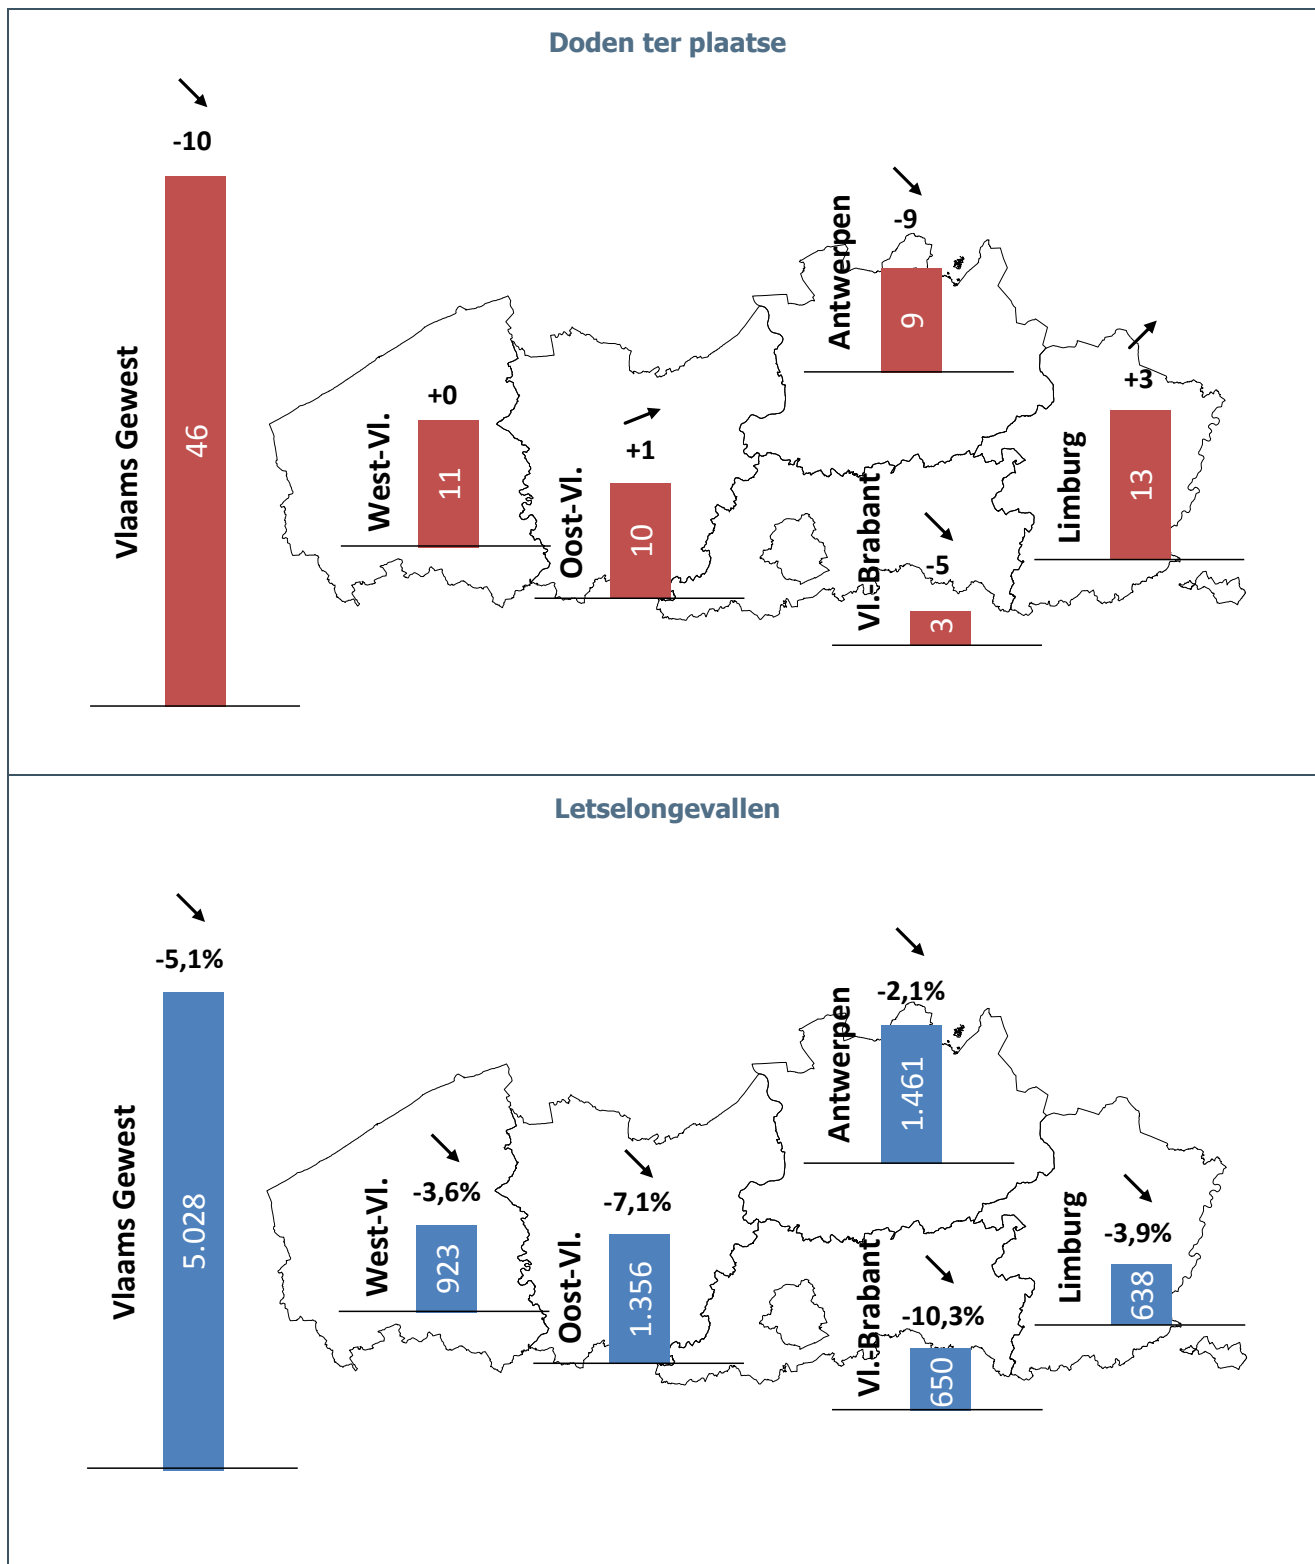 Doden ter plaatse
-10
Vlaams Gewest
46
+0
West-Vl.
11
+1
Oost-Vl.
10
-9
Antwerpen
9
-5
Vl.-Brabant
3
+3
Limburg
13
Letselongevallen
-5,1%
Vlaams Gewest
5.028
-3,6%
West-Vl.
923
-7,1%
Oost-Vl.
1.356
-2,1%
Antwerpen
1.461
-10,3%
Vl.-Brabant
650
-3,9%
Limburg
638